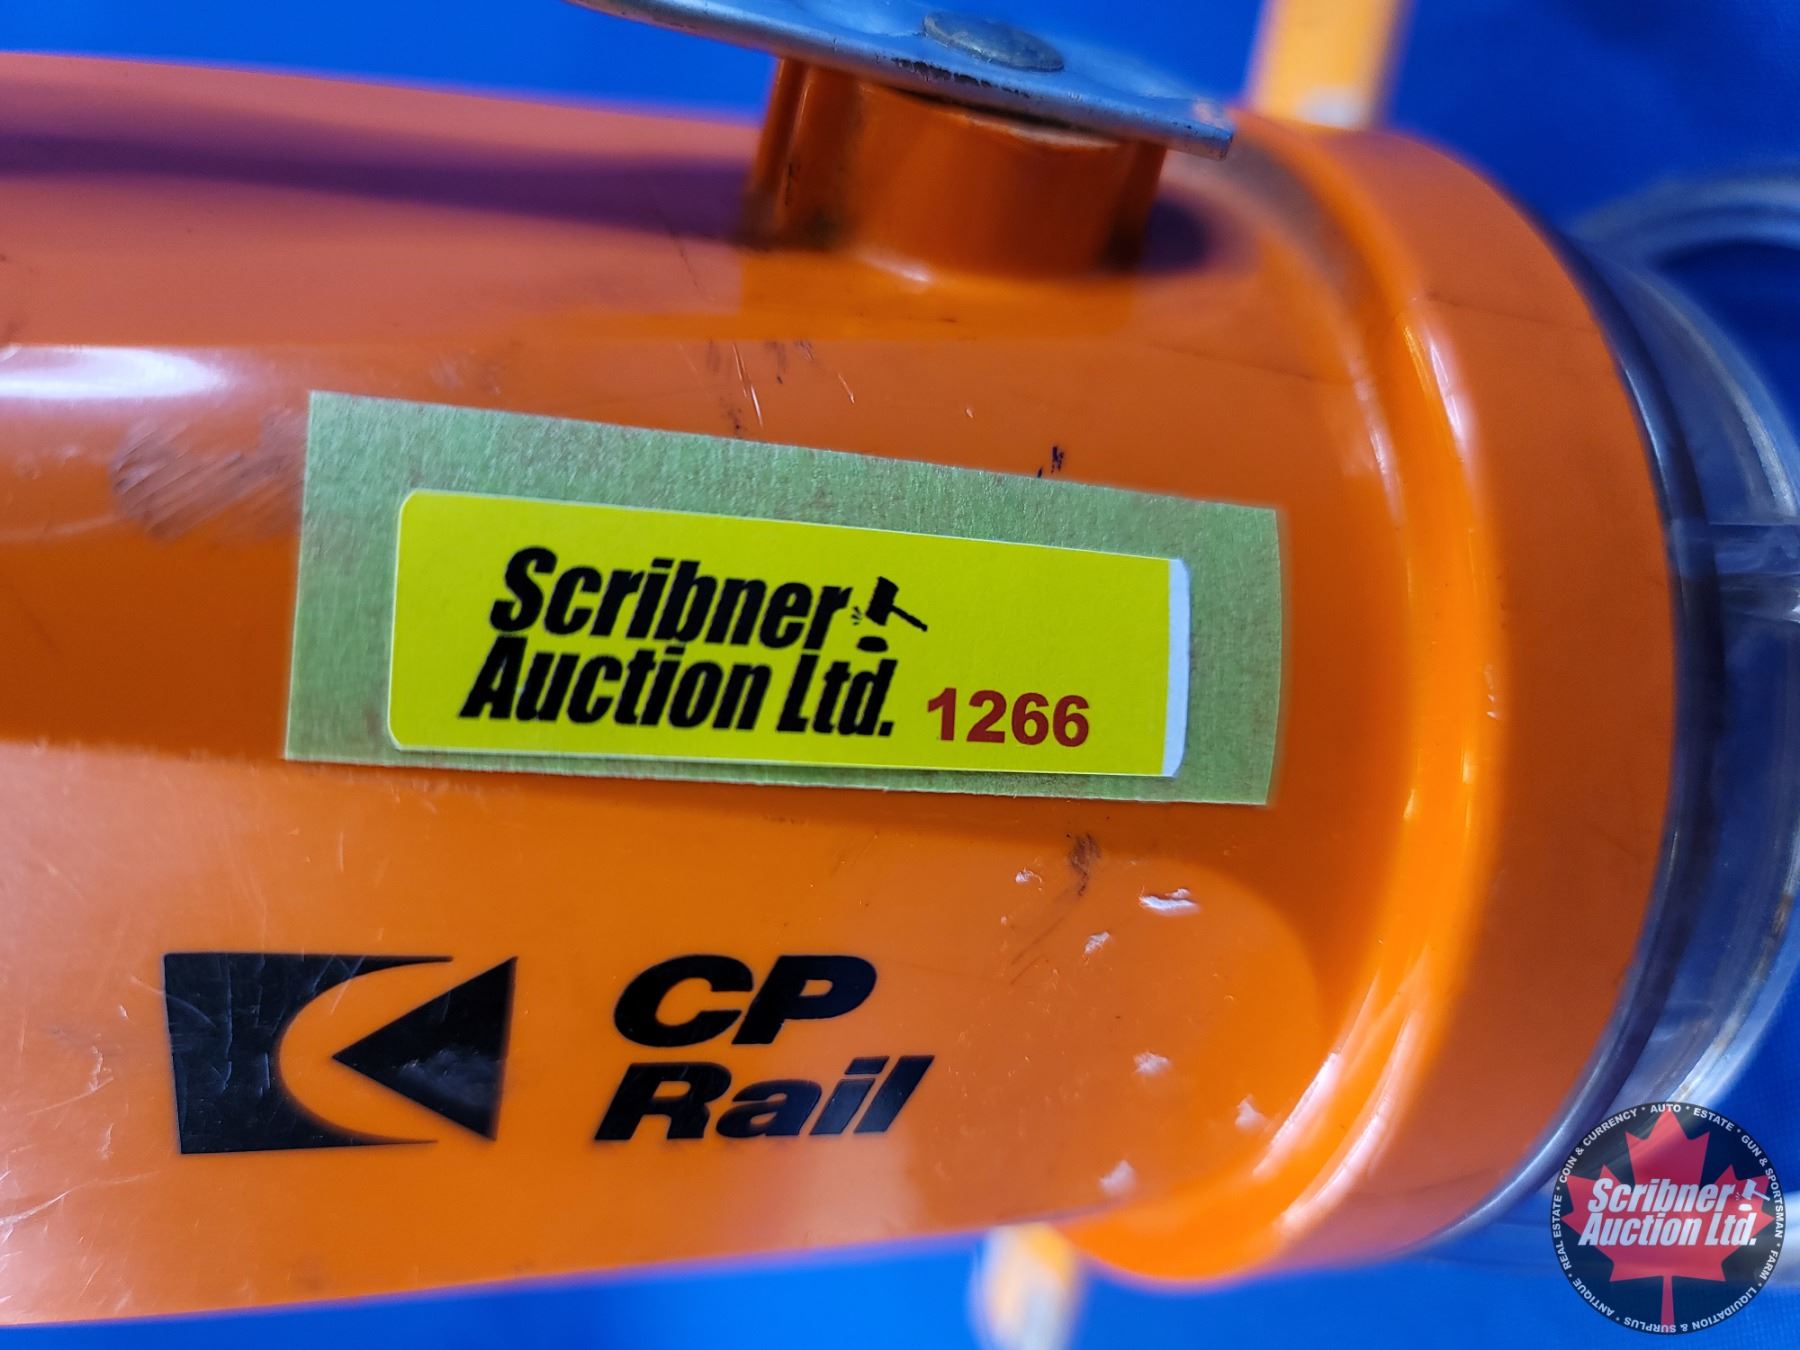 Scribner
Auction Ltd. 1266
CP
Rail
Scribner
Auction Ltd.
ANTIQUE * REAL ESTATE * COIN & CURRENCY * AUTO * ESTATE * GUN & SPORTSMAN * FARM * LIQUIDATION & SURPLUS *